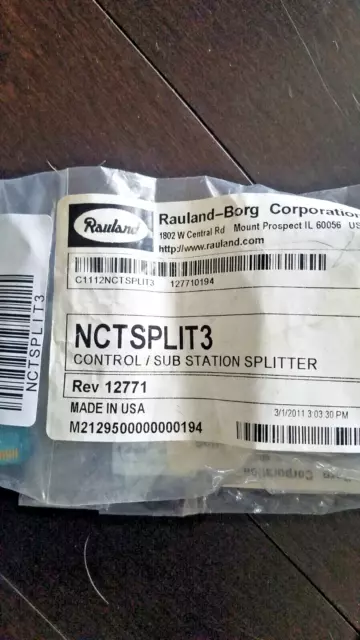 Rauland
Rauland-Borg Corporation
1802 W Central Rd Mount Prospect IL 60056 US
http://www.rauland.com
C1112NCTSPLIT3 127710194
NCTSPLIT3
NCTSPLIT3
CONTROL / SUB STATION SPLITTER
Rev 12771
MADE IN USA
3/1/2011 3:03:30 PM
M2129500000000194
Corporation